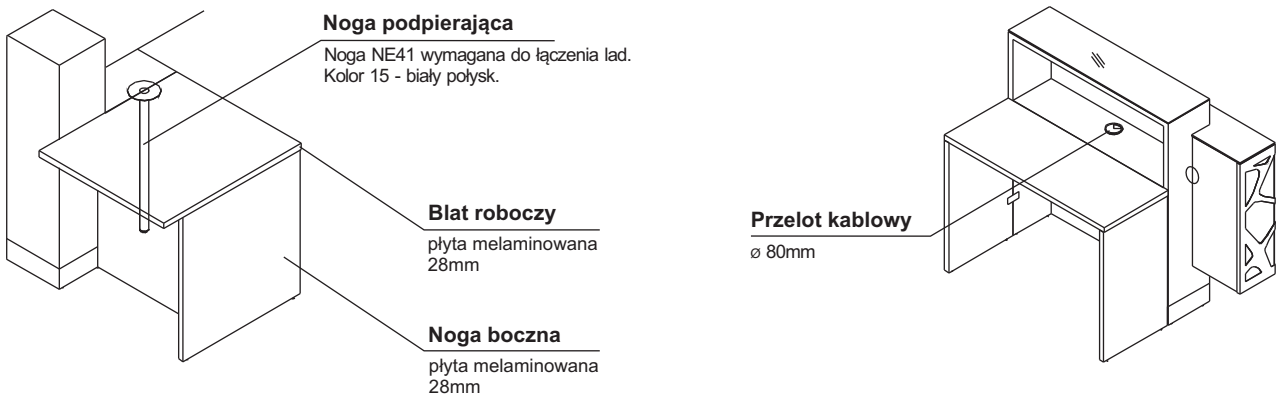 Noga podpierająca
Noga NE41 wymagana do łączenia lad.
Kolor 15 - biały połysk.
Blat roboczy
płyta melaminowana
28mm
Noga boczna
płyta melaminowana
28mm
Przelot kablowy
ø 80mm